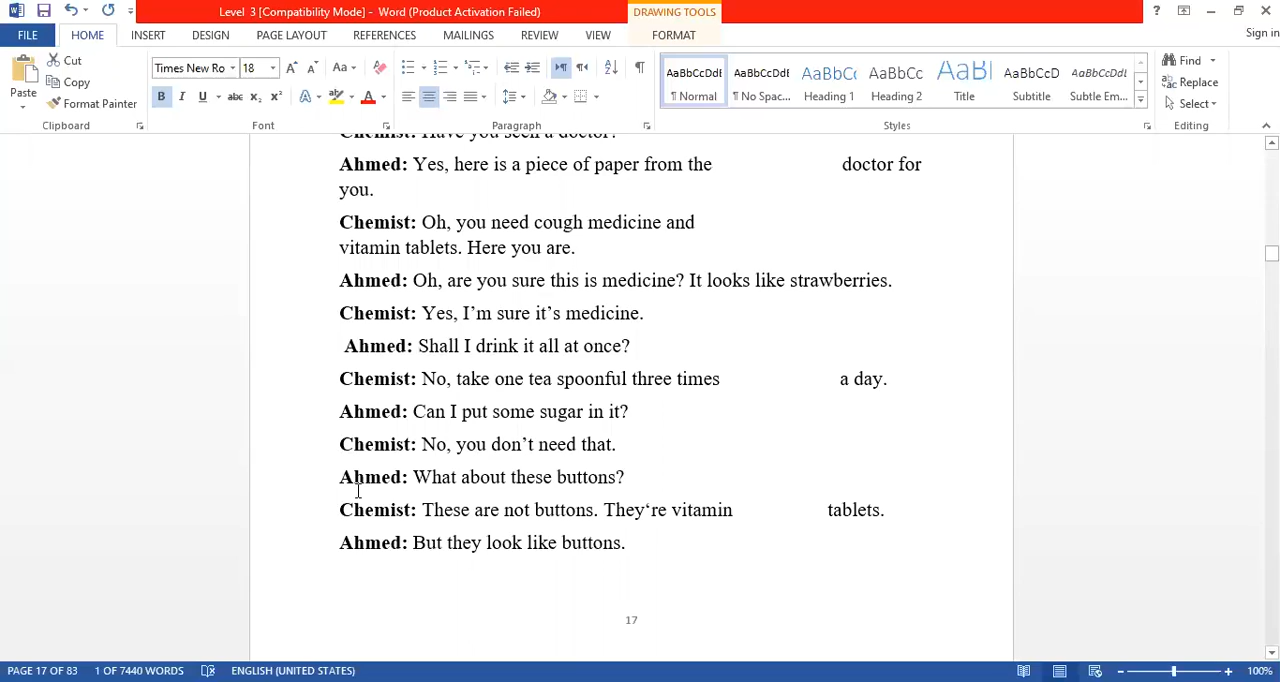 Level 3 [Compatibility Mode] - Word (Product Activation Failed)
DRAWING TOOLS
FILE HOME INSERT DESIGN PAGE LAYOUT REFERENCES MAILINGS REVIEW VIEW FORMAT
Sign in
Paste
Cut
Copy
Format Painter
Clipboard
Times New Ro 18
Font
Paragraph
AaBbCcDdE AaBbCcDdE AaBbCc AaBbCc AaBl AaBbCcD AaBbCcDdE
¶ Normal ¶ No Spac... Heading 1 Heading 2 Title Subtitle Subtle Em...
Styles
Find
Replace
Select
Editing
Chemist: Have you seen a doctor?
Ahmed: Yes, here is a piece of paper from the doctor for
you.
Chemist: Oh, you need cough medicine and
vitamin tablets. Here you are.
Ahmed: Oh, are you sure this is medicine? It looks like strawberries.
Chemist: Yes, I’m sure it’s medicine.
Ahmed: Shall I drink it all at once?
Chemist: No, take one tea spoonful three times a day.
Ahmed: Can I put some sugar in it?
Chemist: No, you don’t need that.
Ahmed: What about these buttons?
Chemist: These are not buttons. They‘re vitamin tablets.
Ahmed: But they look like buttons.
17
PAGE 17 OF 83 1 OF 7440 WORDS ENGLISH (UNITED STATES) 100%